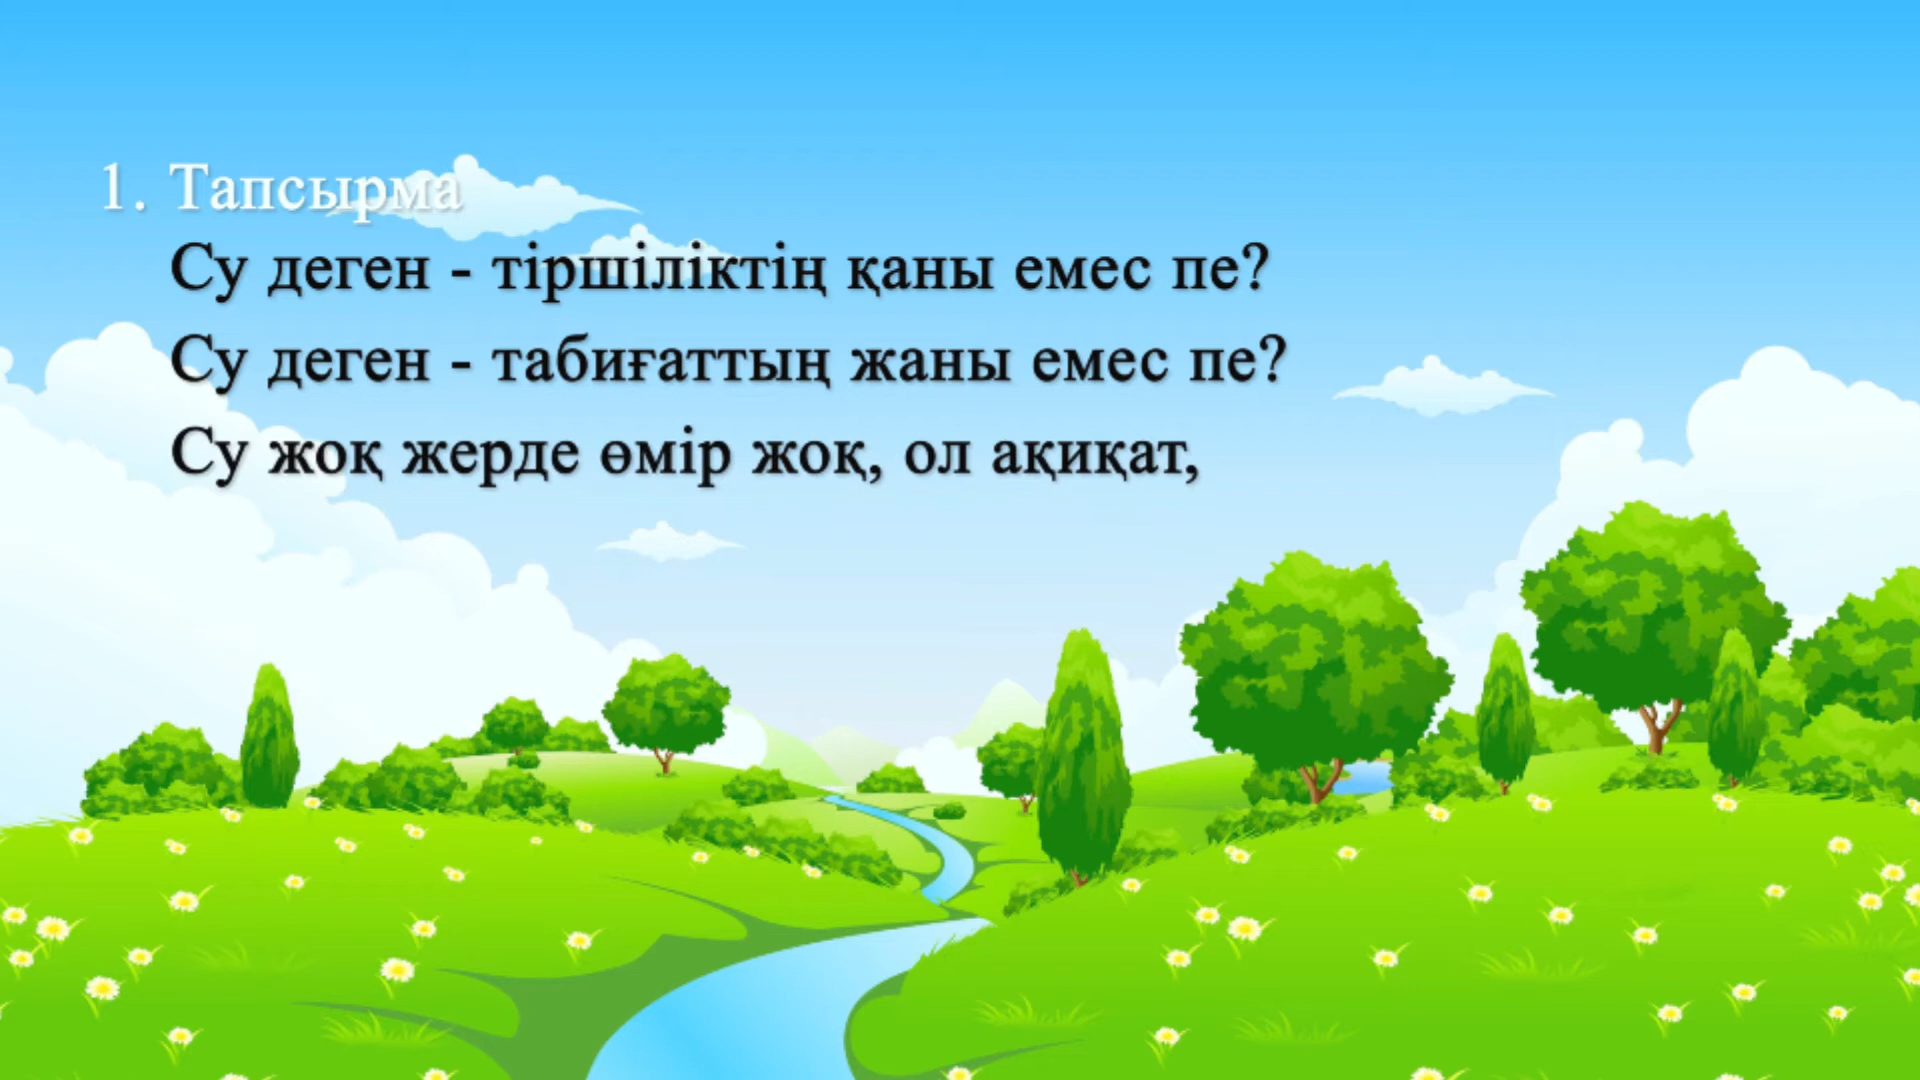 1. Тапсырма
Су деген - тіршіліктің қаны емес пе?
Су деген - табиғаттың жаны емес пе?
Су жоқ жерде өмір жоқ, ол ақиқат,